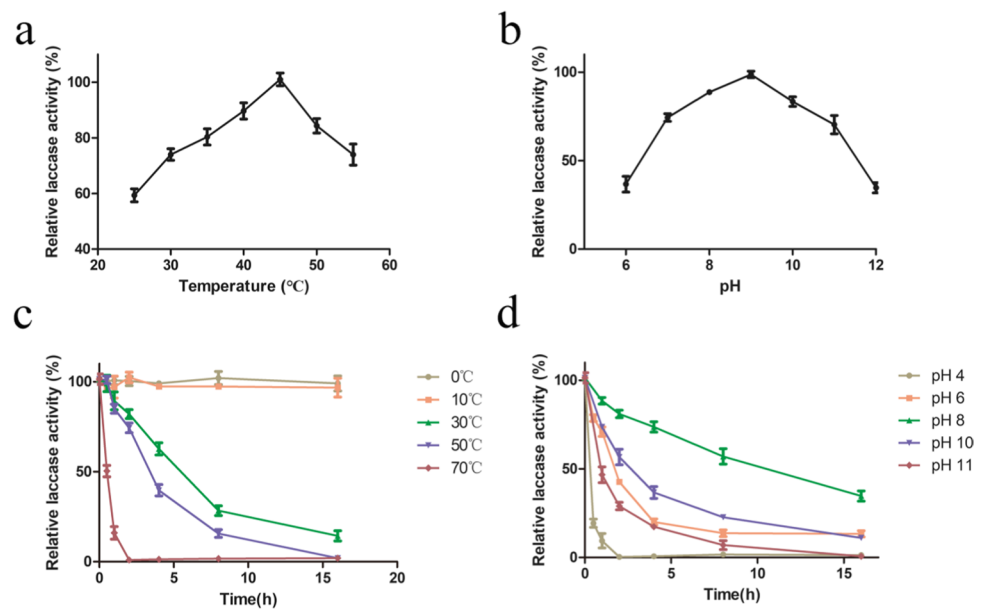 a
Relative laccase activity (%)
100
80
60
40
20
30
40
50
60
Temperature (℃)
b
Relative laccase activity (%)
100
50
0
6
8
10
12
pH
c
Relative laccase activity (%)
100
50
0
0
5
10
15
20
Time(h)
0℃
10℃
30℃
50℃
70℃
d
Relative laccase activity (%)
100
50
0
0
5
10
15
Time(h)
pH 4
pH 6
pH 8
pH 10
pH 11